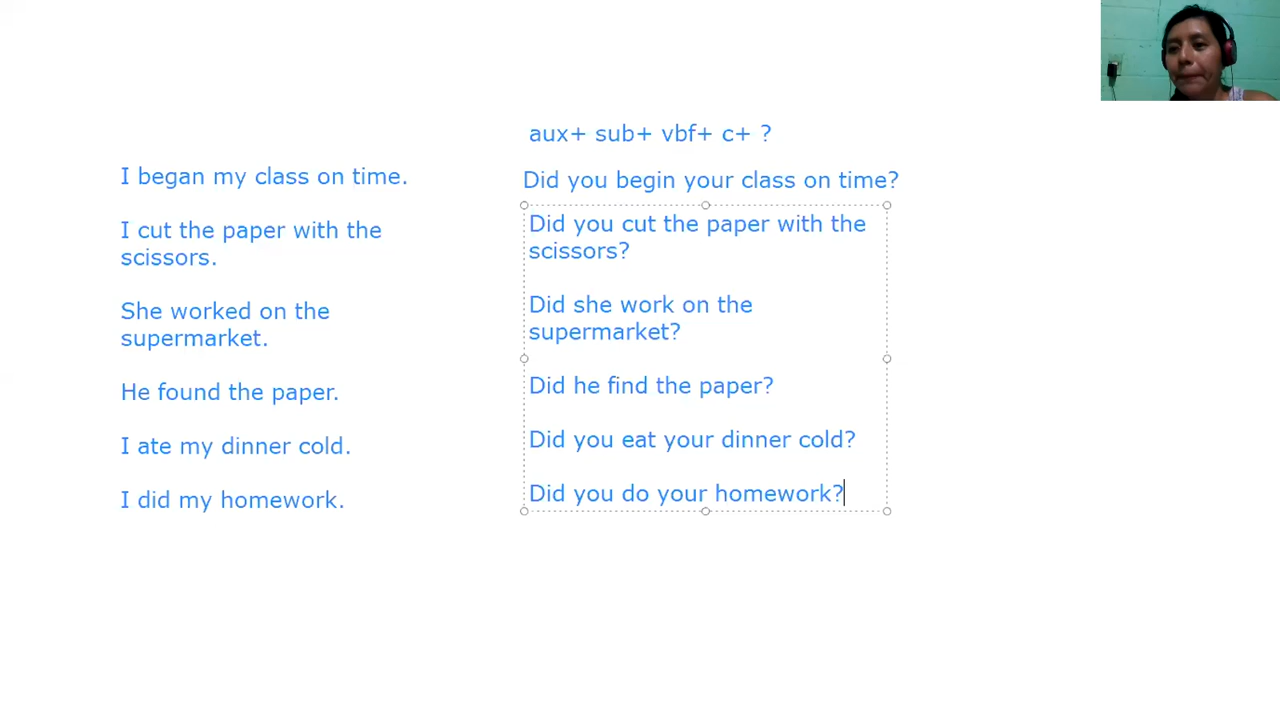 I began my class on time.
I cut the paper with the
scissors.
She worked on the
supermarket.
He found the paper.
I ate my dinner cold.
I did my homework.
aux+ sub+ vbf+ c+ ?
Did you begin your class on time?
Did you cut the paper with the
scissors?
Did she work on the
supermarket?
Did he find the paper?
Did you eat your dinner cold?
Did you do your homework?